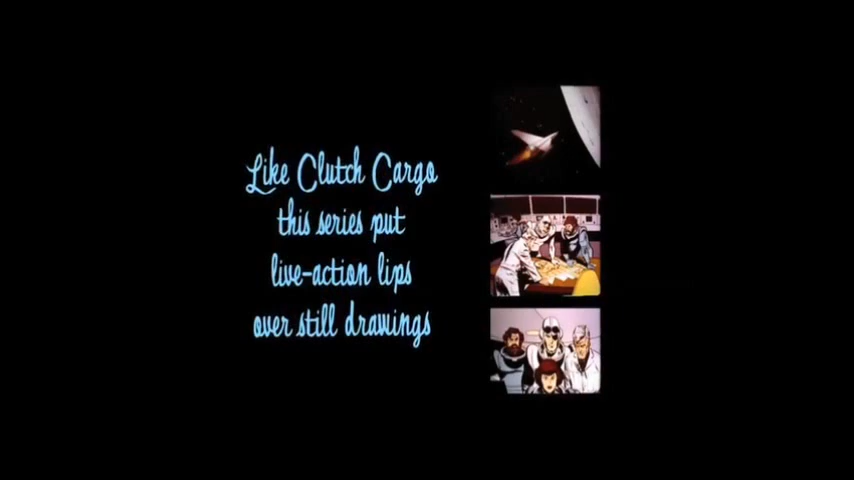 Like Clutch Cargo
this series put
live-action lips
over still drawings